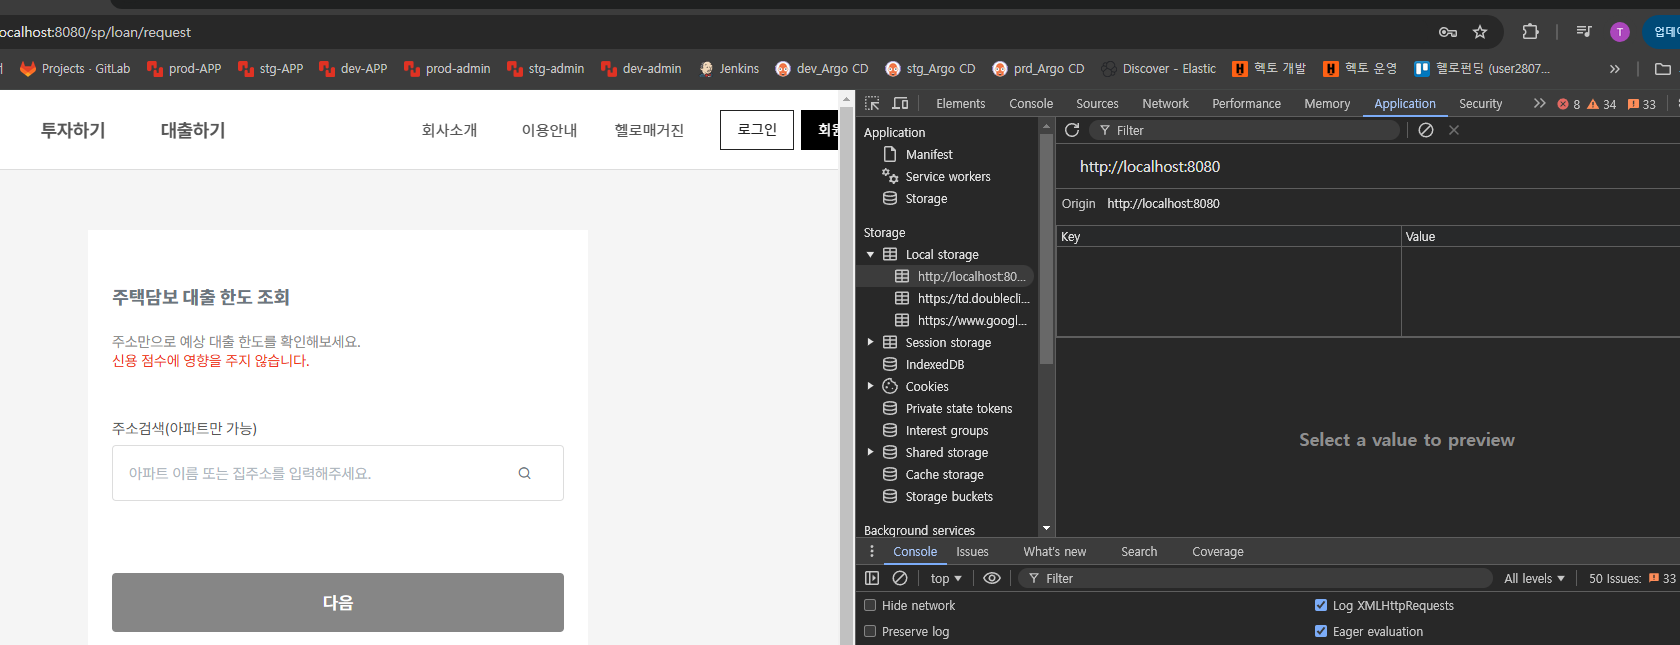 ocalhost:8080/sp/loan/request
T
Projects · GitLab prod-APP stg-APP dev-APP prod-admin stg-admin dev-admin Jenkins dev_Argo CD stg_Argo CD prd_Argo CD Discover - Elastic 헥토 개발 헥토 운영 헬로펀딩 (user2807...
투자하기 대출하기 회사소개 이용안내 헬로매거진 로그인
주택담보 대출 한도 조회
주소만으로 예상 대출 한도를 확인해보세요.
신용 점수에 영향을 주지 않습니다.
주소검색(아파트만 가능)
아파트 이름 또는 집주소를 입력해주세요.
다음
Elements Console Sources Network Performance Memory Application Security 8 34 33
Application
Manifest
Service workers
Storage
Storage
Local storage
http://localhost:80...
https://td.doublecli...
https://www.googl...
Session storage
IndexedDB
Cookies
Private state tokens
Interest groups
Shared storage
Cache storage
Storage buckets
Background services
Filter
http://localhost:8080
Origin http://localhost:8080
Key Value
Select a value to preview
Console Issues What's new Search Coverage
top Filter All levels 50 Issues: 33
Hide network Log XMLHttpRequests
Preserve log Eager evaluation